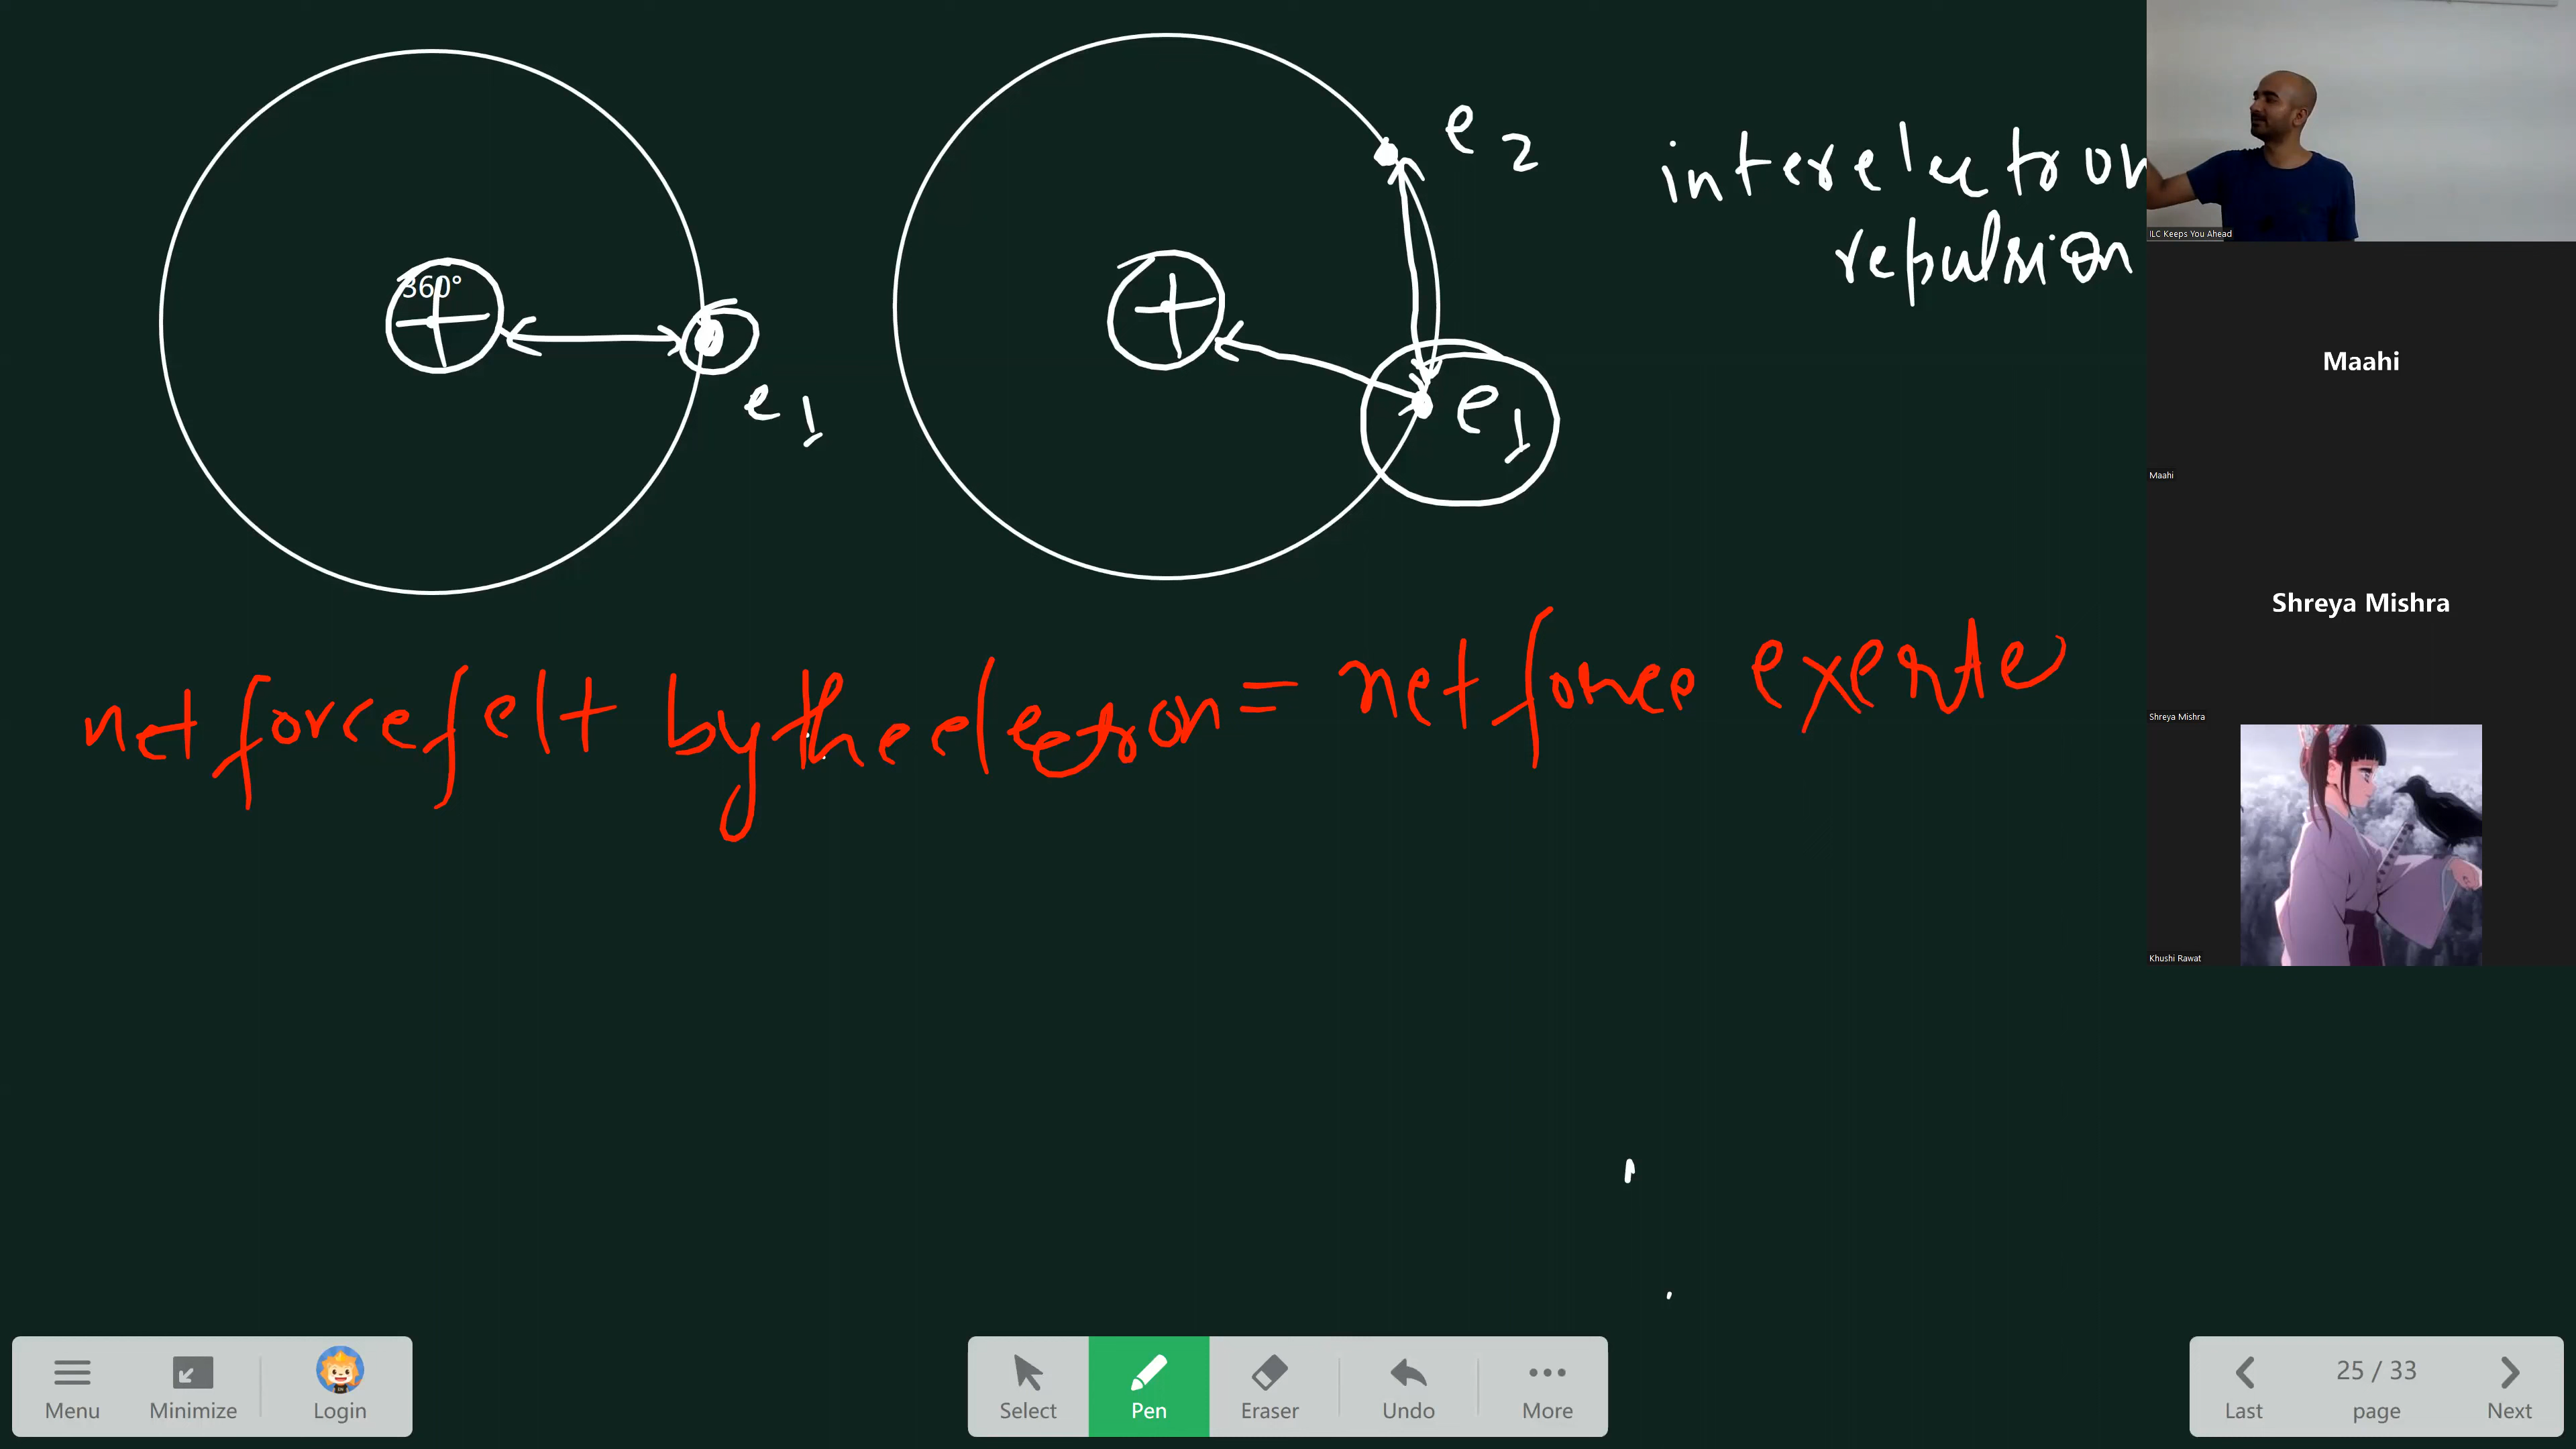 360°
e1
e2
e1
interelectron
repulsion
net force felt by the electron = net force exerte
ILC Keeps You Ahead
Maahi
Maahi
Shreya Mishra
Shreya Mishra
Khushi Rawat
Menu Minimize Login
Select Pen Eraser Undo More
Last 25 / 33 page Next